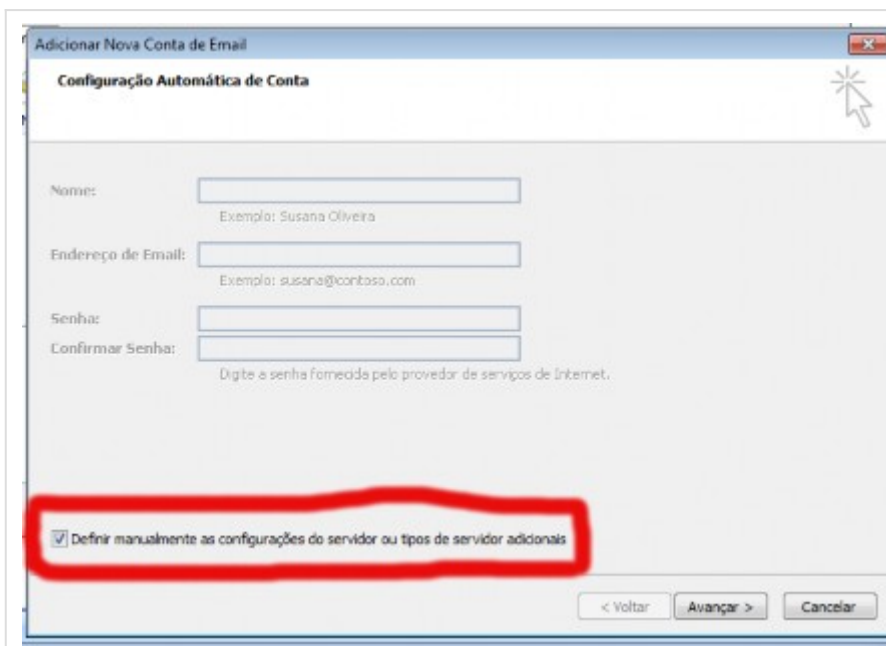 Adicionar Nova Conta de Email
Configuração Automática de Conta
Nome:
Exemplo: Susana Oliveira
Endereço de Email:
Exemplo: susana@contoso.com
Senha:
Confirmar Senha:
Digite a senha fornecida pelo provedor de serviços de Internet.
Definir manualmente as configurações do servidor ou tipos de servidor adicionais
< Voltar Avançar > Cancelar